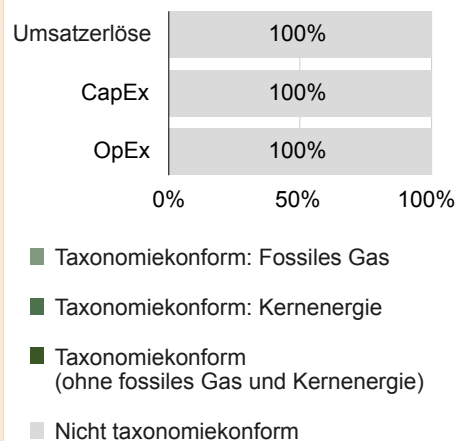 Umsatzerlöse 100%
CapEx 100%
OpEx 100%
0% 50% 100%
Taxonomiekonform: Fossiles Gas
Taxonomiekonform: Kernenergie
Taxonomiekonform
(ohne fossiles Gas und Kernenergie)
Nicht taxonomiekonform